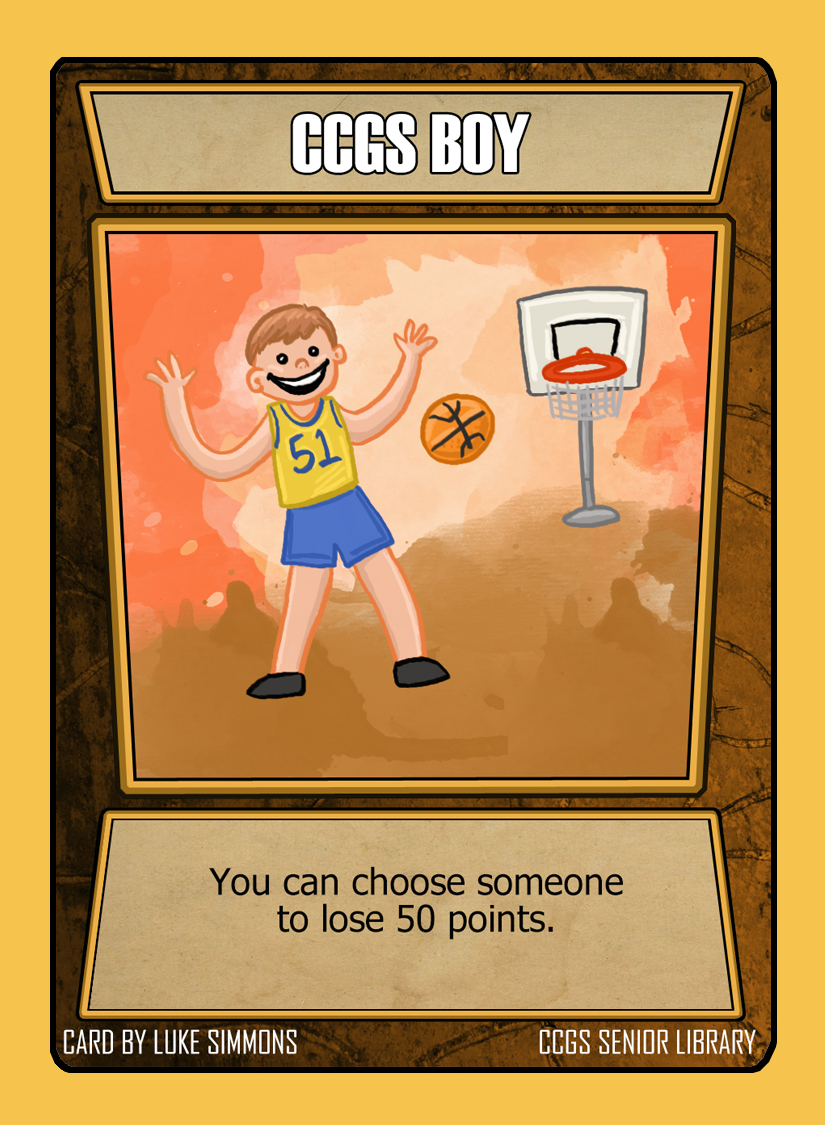 CCGS BOY
51
You can choose someone
to lose 50 points.
CARD BY LUKE SIMMONS
CCGS SENIOR LIBRARY